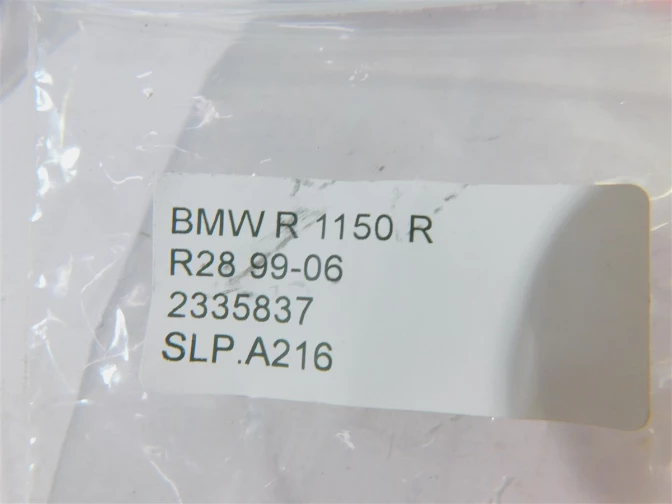 BMW R 1150 R
R28 99-06
2335837
SLP.A216